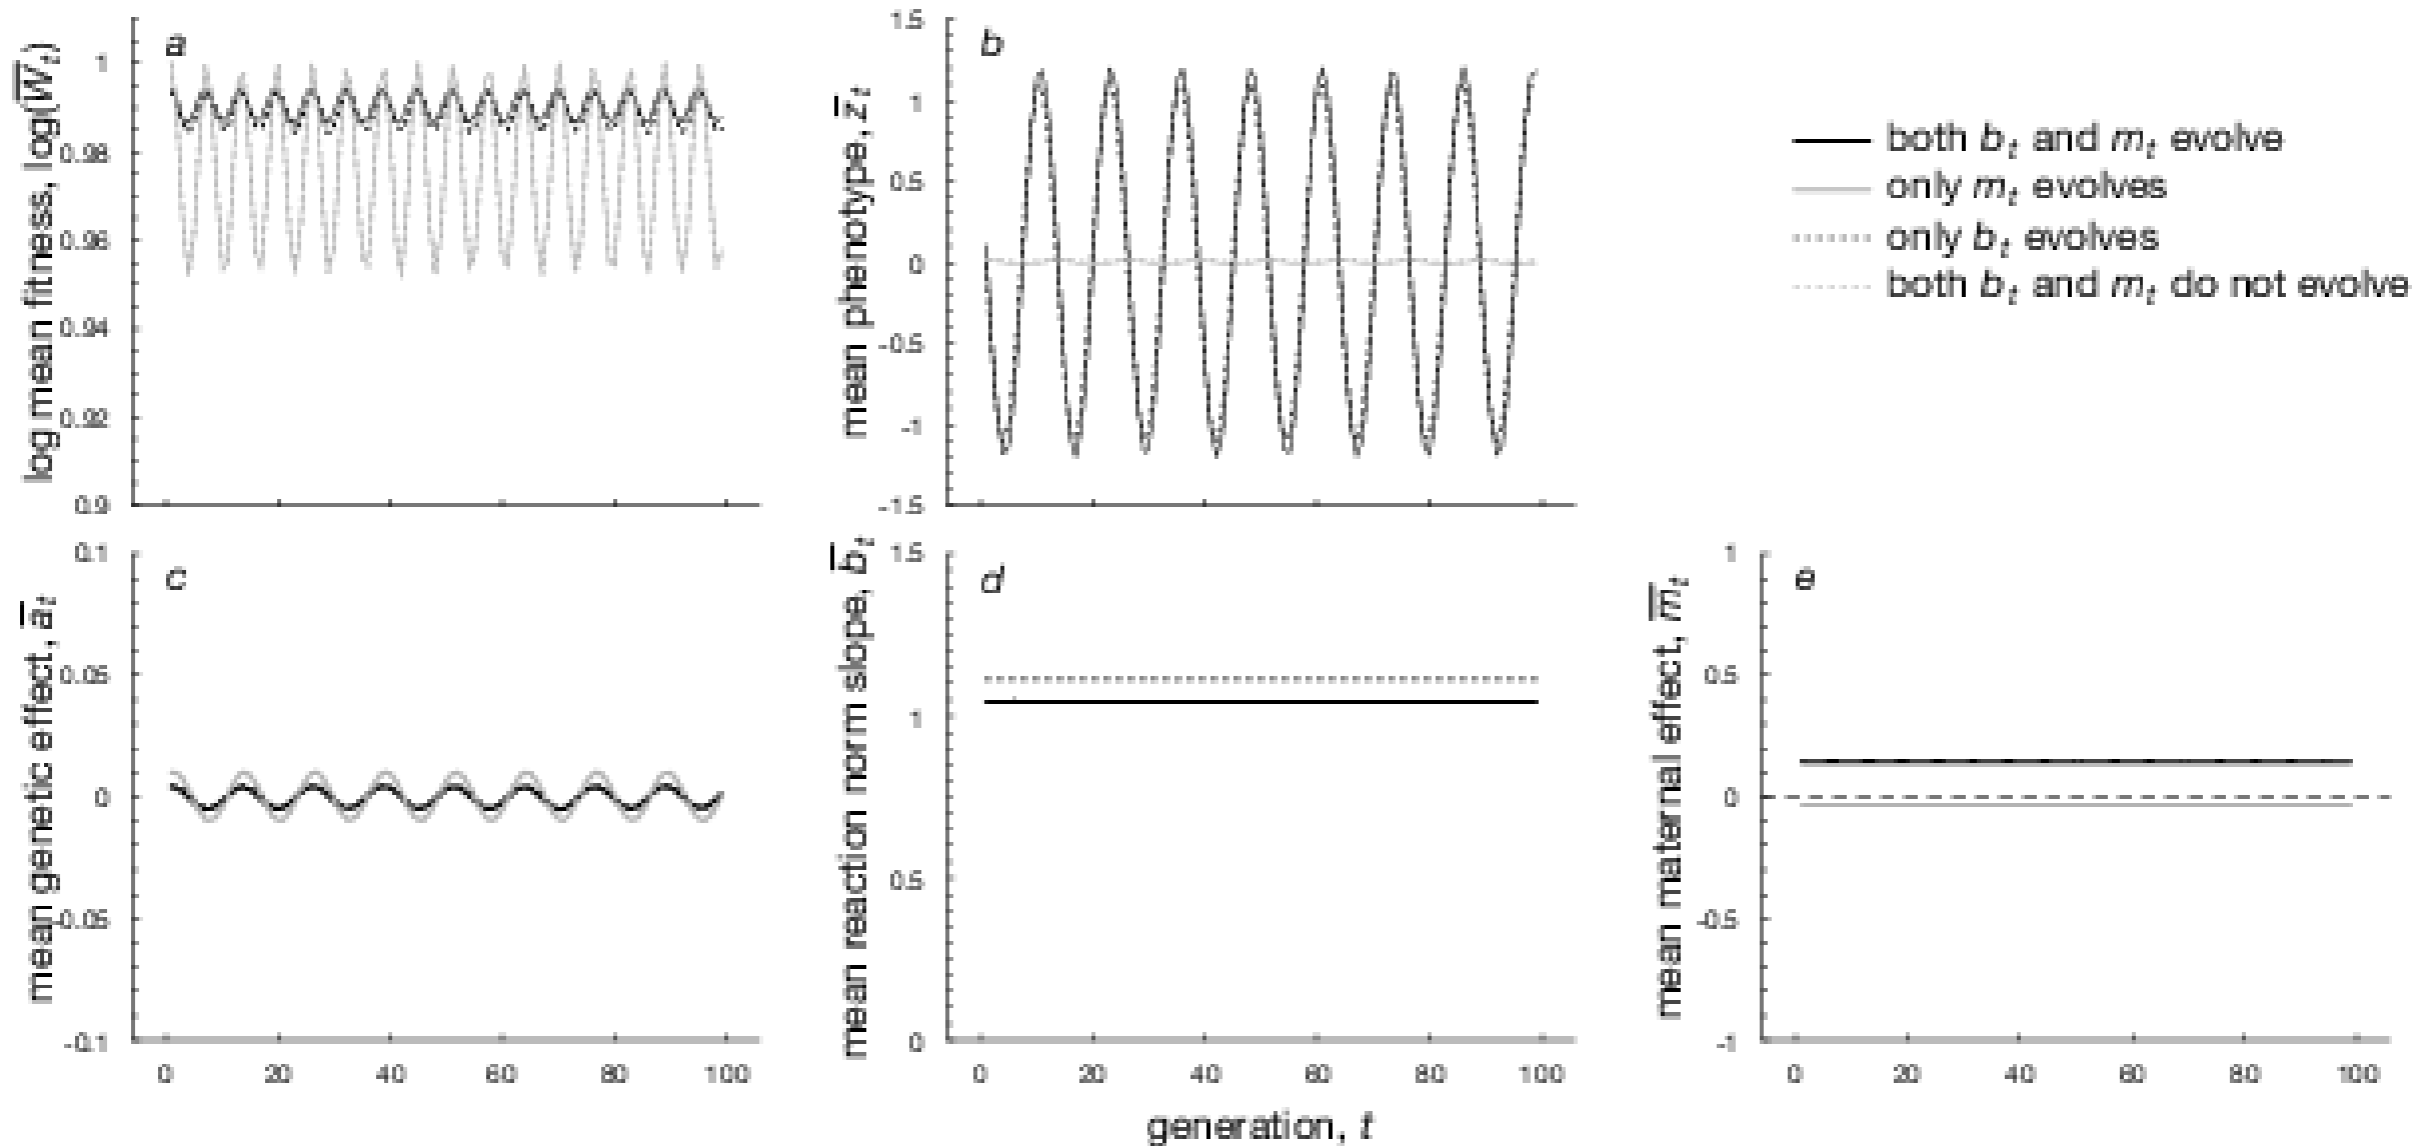 a
log mean fitness, log(W̅t)
1
0.98
0.96
0.94
0.92
0.9
b
mean phenotype, z̅t
1.5
1
0.5
0
-0.5
-1
-1.5
both bt and mt evolve
only mt evolves
only bt evolves
both bt and mt do not evolve
c
mean genetic effect, a̅t
0.1
0.05
0
-0.05
-0.1
0 20 40 60 80 100
d
mean reaction norm slope, b̅t
1.5
1
0.5
0
0 20 40 60 80 100
e
mean maternal effect, m̅t
1
0.5
0
-0.5
-1
0 20 40 60 80 100
generation, t